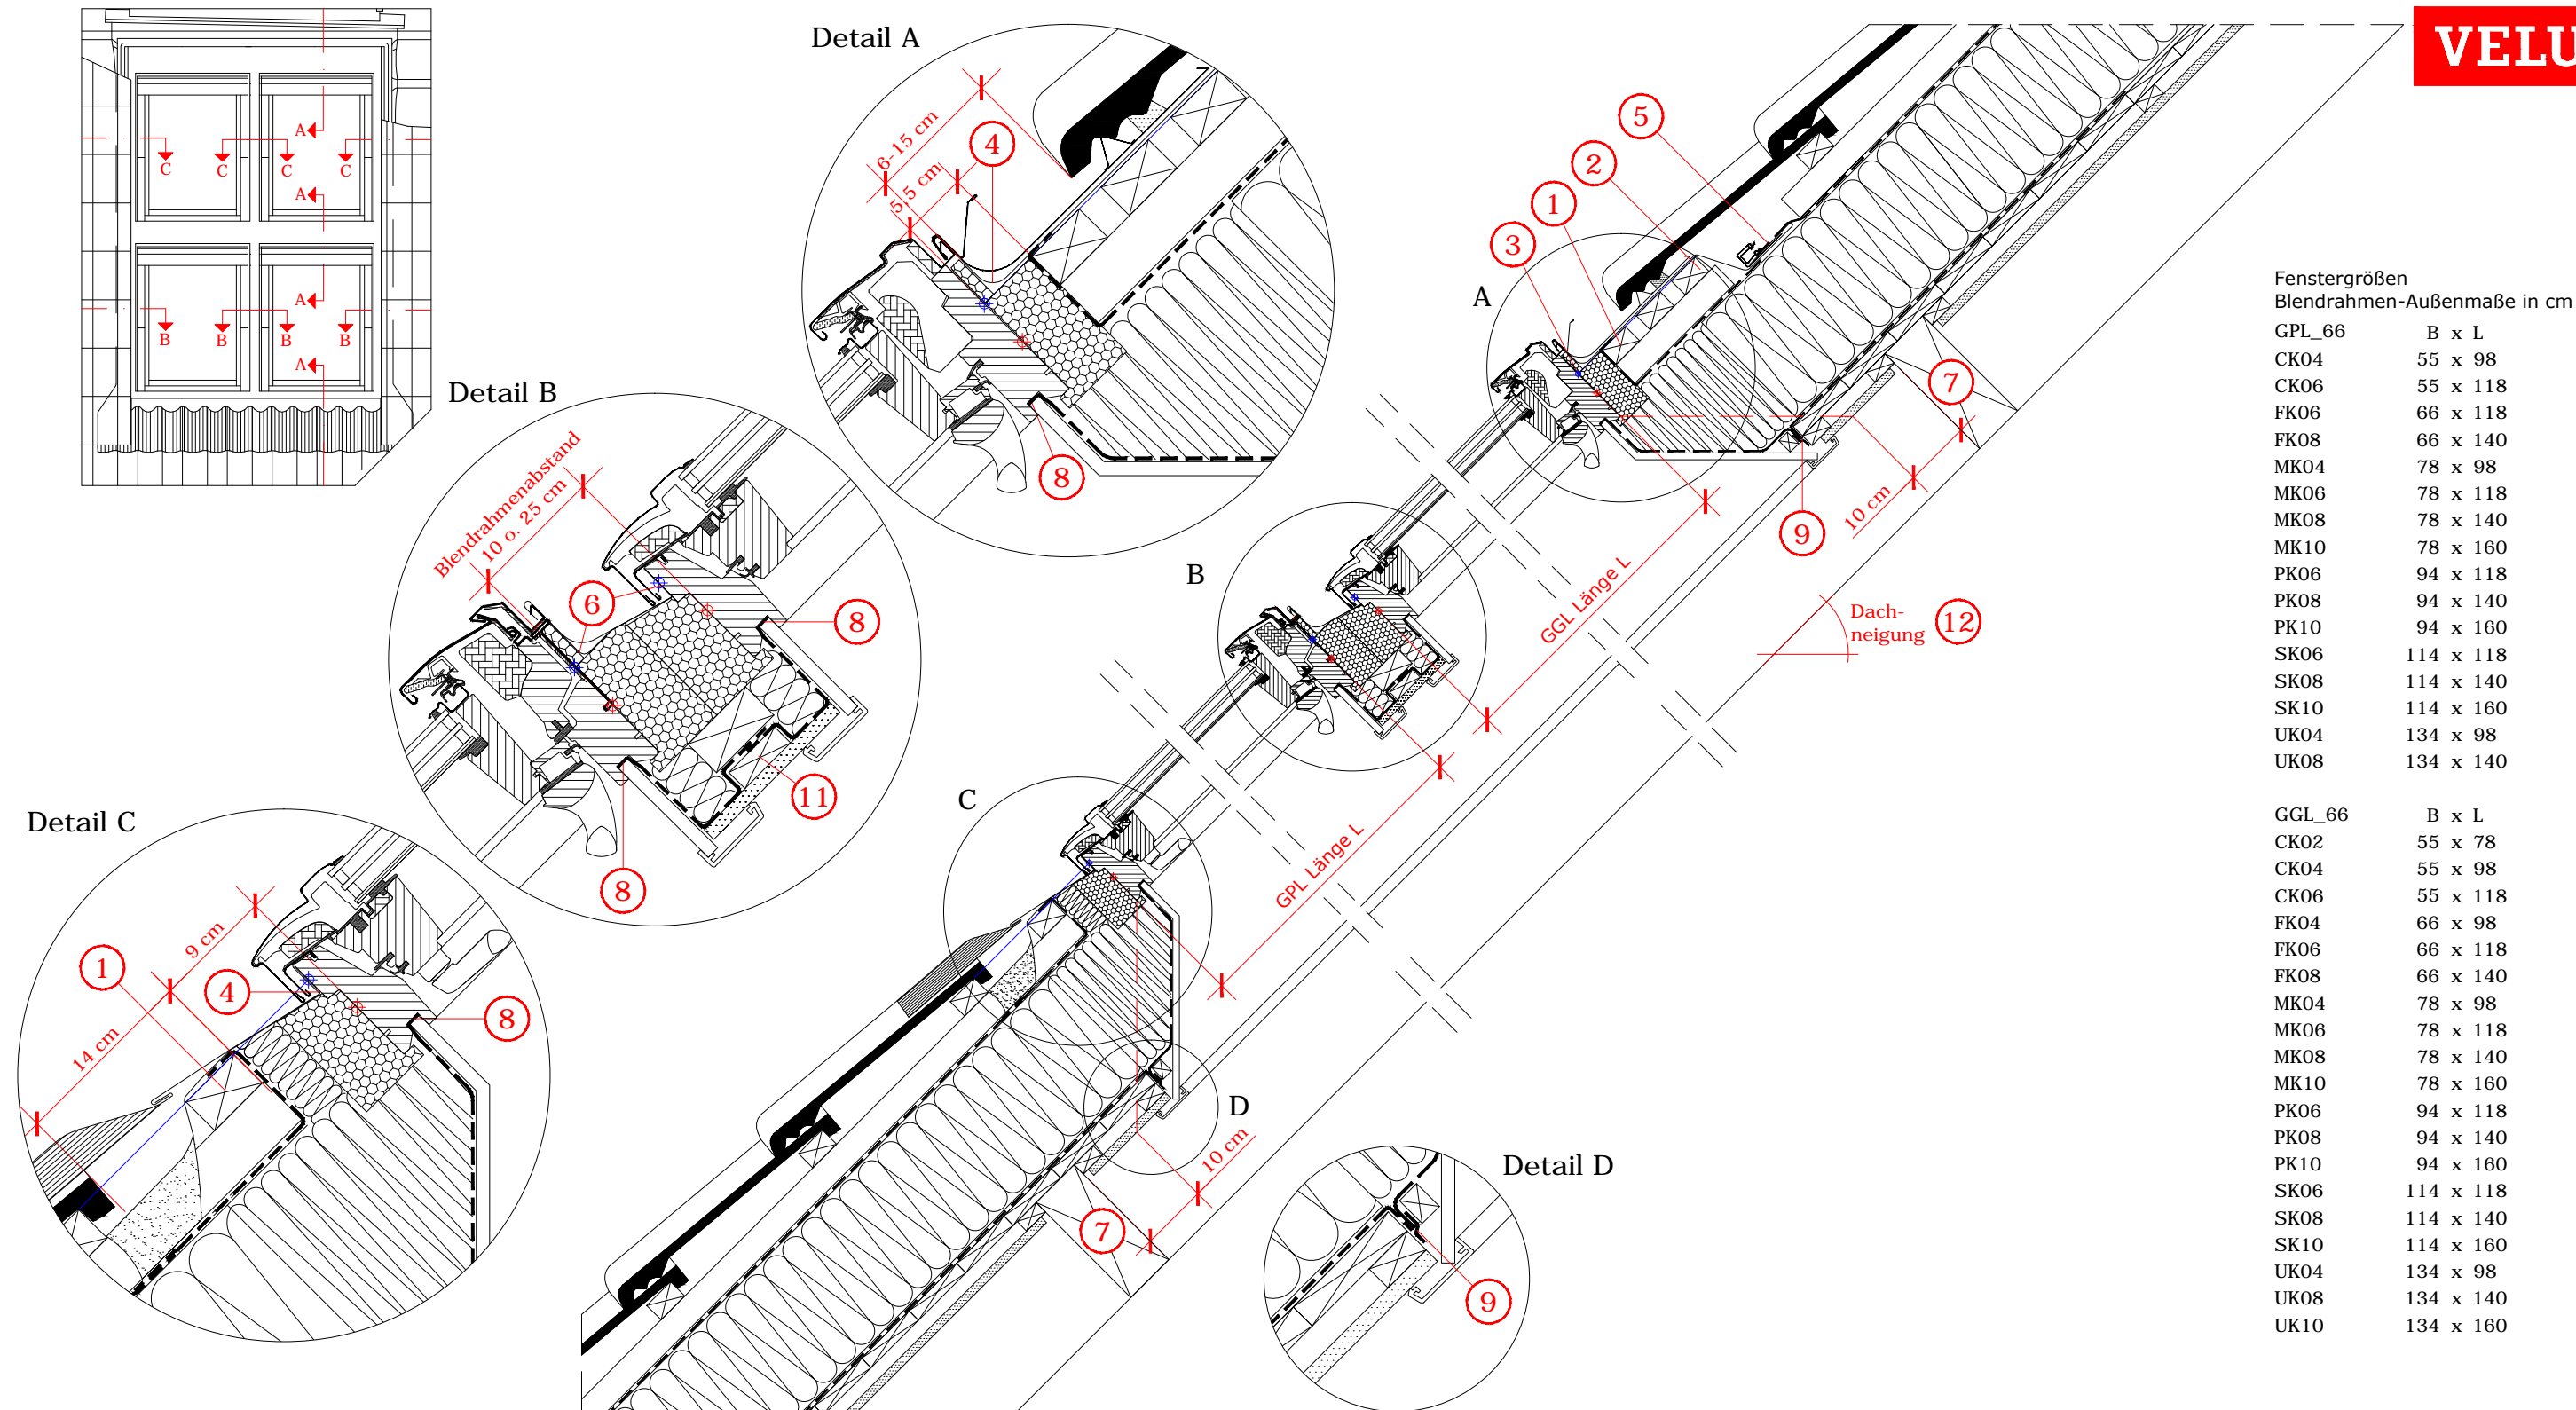 VELU
A
C C C C
A
A
B B B B
A
Detail A
6-15 cm
5,5 cm
4
8
Detail B
Blendrahmenabstand
10 o. 25 cm
6
8
8
11
Detail C
9 cm
14 cm
1
4
8
5
2
1
3
A
7
9
10 cm
B
GGL Länge L
Dach-
neigung
12
C
GPL Länge L
D
10 cm
7
Detail D
9
Fenstergrößen
Blendrahmen-Außenmaße in cm
GPL_66 B x L
CK04 55 x 98
CK06 55 x 118
FK06 66 x 118
FK08 66 x 140
MK04 78 x 98
MK06 78 x 118
MK08 78 x 140
MK10 78 x 160
PK06 94 x 118
PK08 94 x 140
PK10 94 x 160
SK06 114 x 118
SK08 114 x 140
SK10 114 x 160
UK04 134 x 98
UK08 134 x 140
GGL_66 B x L
CK02 55 x 78
CK04 55 x 98
CK06 55 x 118
FK04 66 x 98
FK06 66 x 118
FK08 66 x 140
MK04 78 x 98
MK06 78 x 118
MK08 78 x 140
MK10 78 x 160
PK06 94 x 118
PK08 94 x 140
PK10 94 x 160
SK06 114 x 118
SK08 114 x 140
SK10 114 x 160
UK04 134 x 98
UK08 134 x 140
UK10 134 x 160